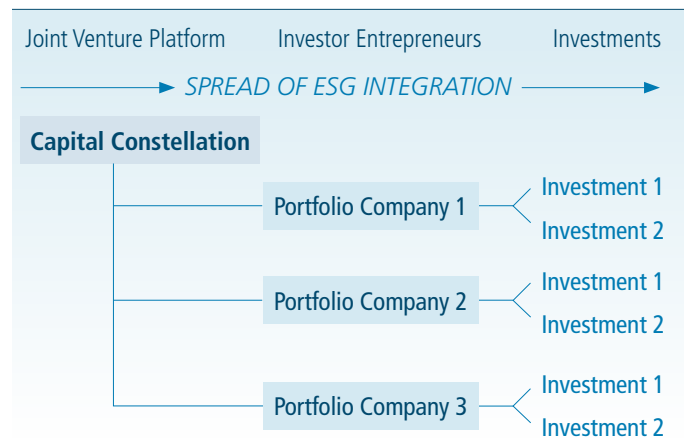 Joint Venture Platform Investor Entrepreneurs Investments
SPREAD OF ESG INTEGRATION
Capital Constellation
Portfolio Company 1
Investment 1
Investment 2
Portfolio Company 2
Investment 1
Investment 2
Portfolio Company 3
Investment 1
Investment 2